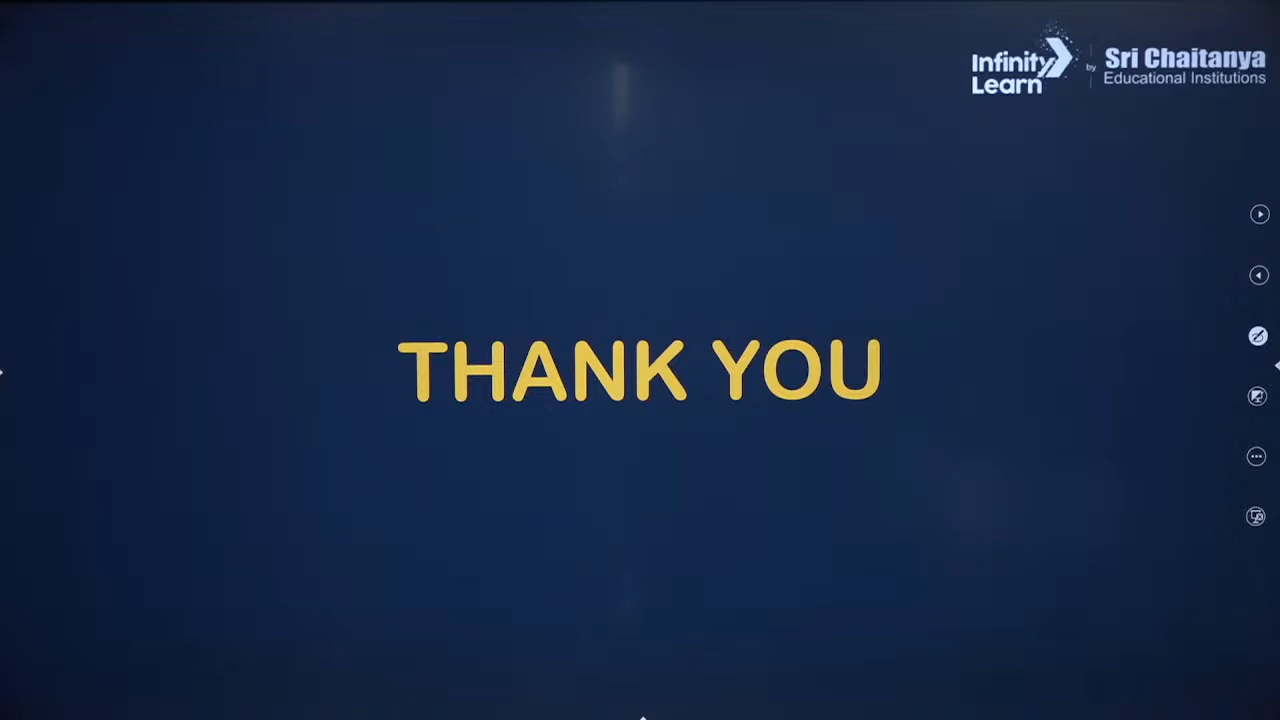 Infinity Learn
by
Sri Chaitanya
Educational Institutions
THANK YOU